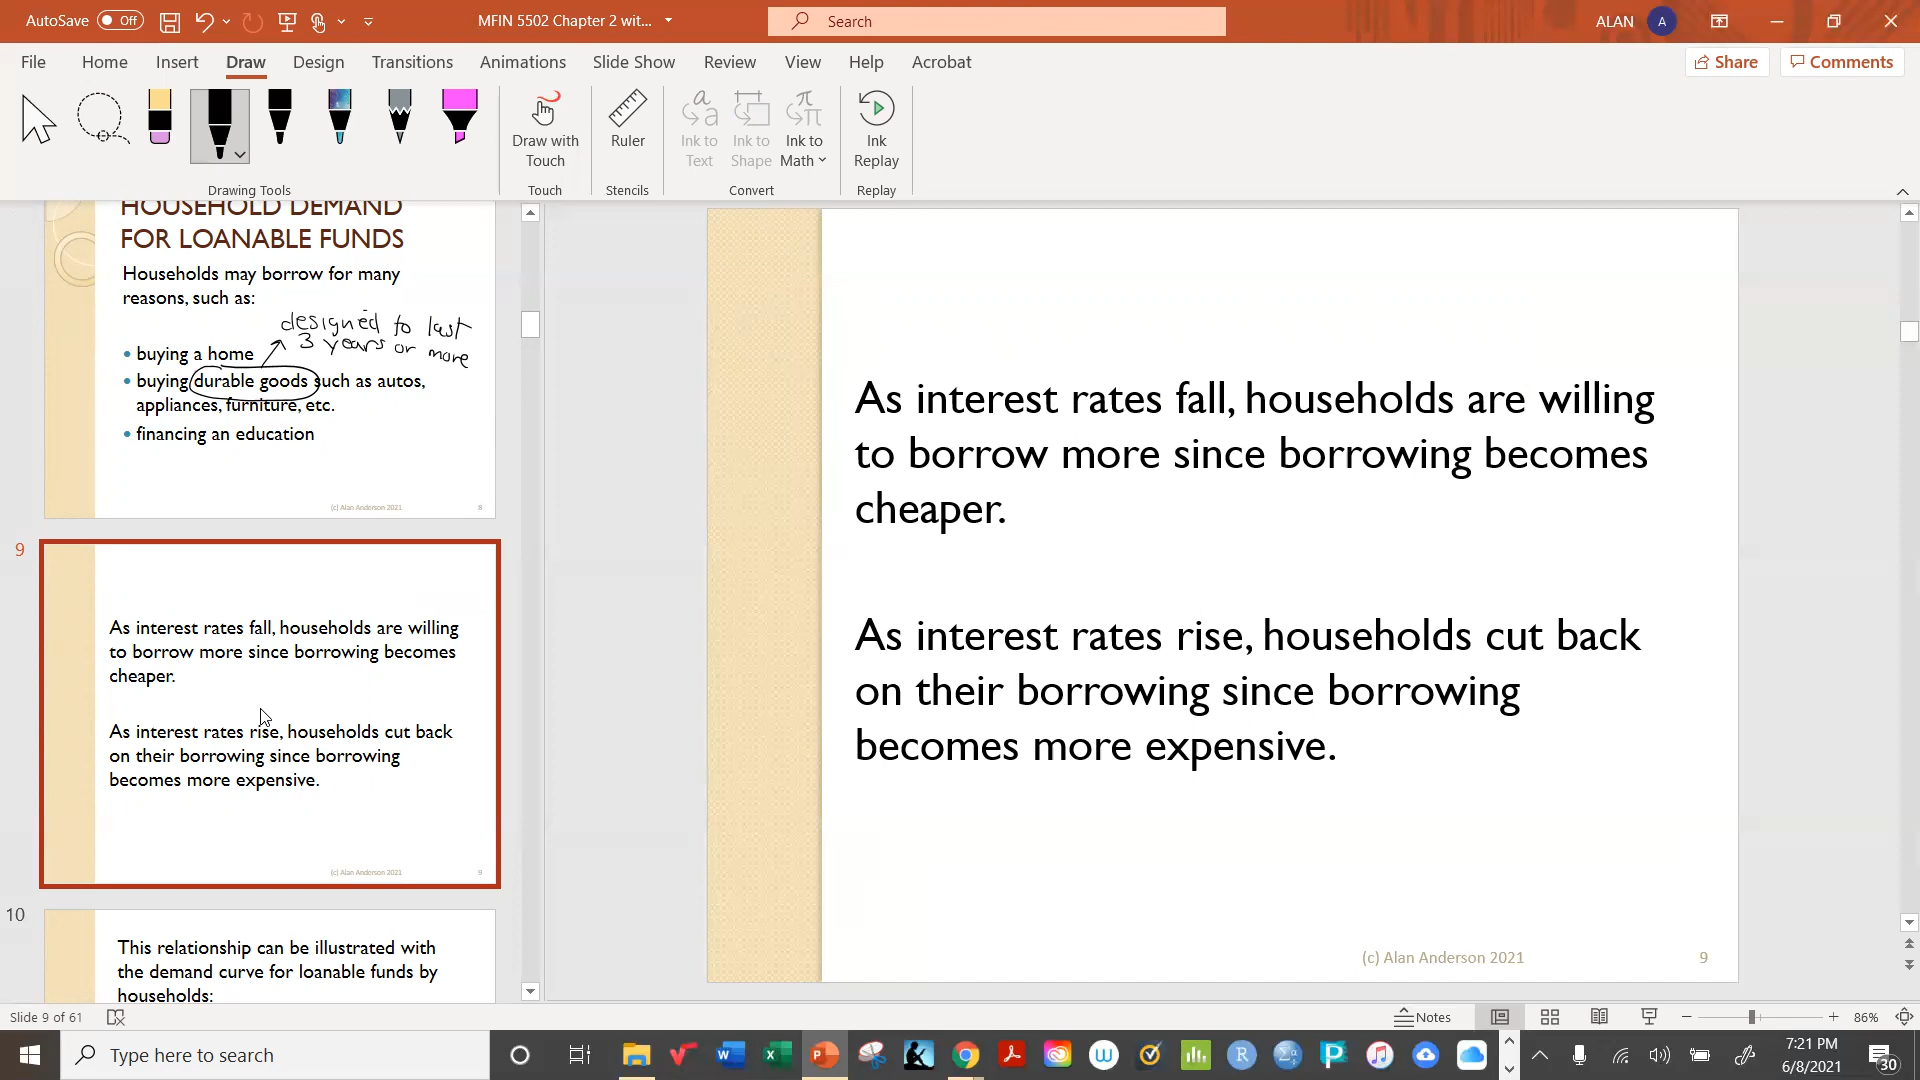 AutoSave Off MFIN 5502 Chapter 2 wit... Search ALAN A
File Home Insert Draw Design Transitions Animations Slide Show Review View Help Acrobat Share Comments
Draw with Touch
Ruler
Ink to Text
Ink to Shape
Ink to Math
Ink Replay
Drawing Tools Touch Stencils Convert Replay
HOUSEHOLD DEMAND
FOR LOANABLE FUNDS
Households may borrow for many
reasons, such as:
designed to last
3 years or more
• buying a home
• buying durable goods such as autos,
appliances, furniture, etc.
• financing an education
(c) Alan Anderson 2021 8
9
As interest rates fall, households are willing
to borrow more since borrowing becomes
cheaper.
As interest rates rise, households cut back
on their borrowing since borrowing
becomes more expensive.
(c) Alan Anderson 2021 9
10
This relationship can be illustrated with
the demand curve for loanable funds by
households:
As interest rates fall, households are willing
to borrow more since borrowing becomes
cheaper.
As interest rates rise, households cut back
on their borrowing since borrowing
becomes more expensive.
(c) Alan Anderson 2021 9
Slide 9 of 61 Notes 86%
Type here to search
7:21 PM
6/8/2021
30